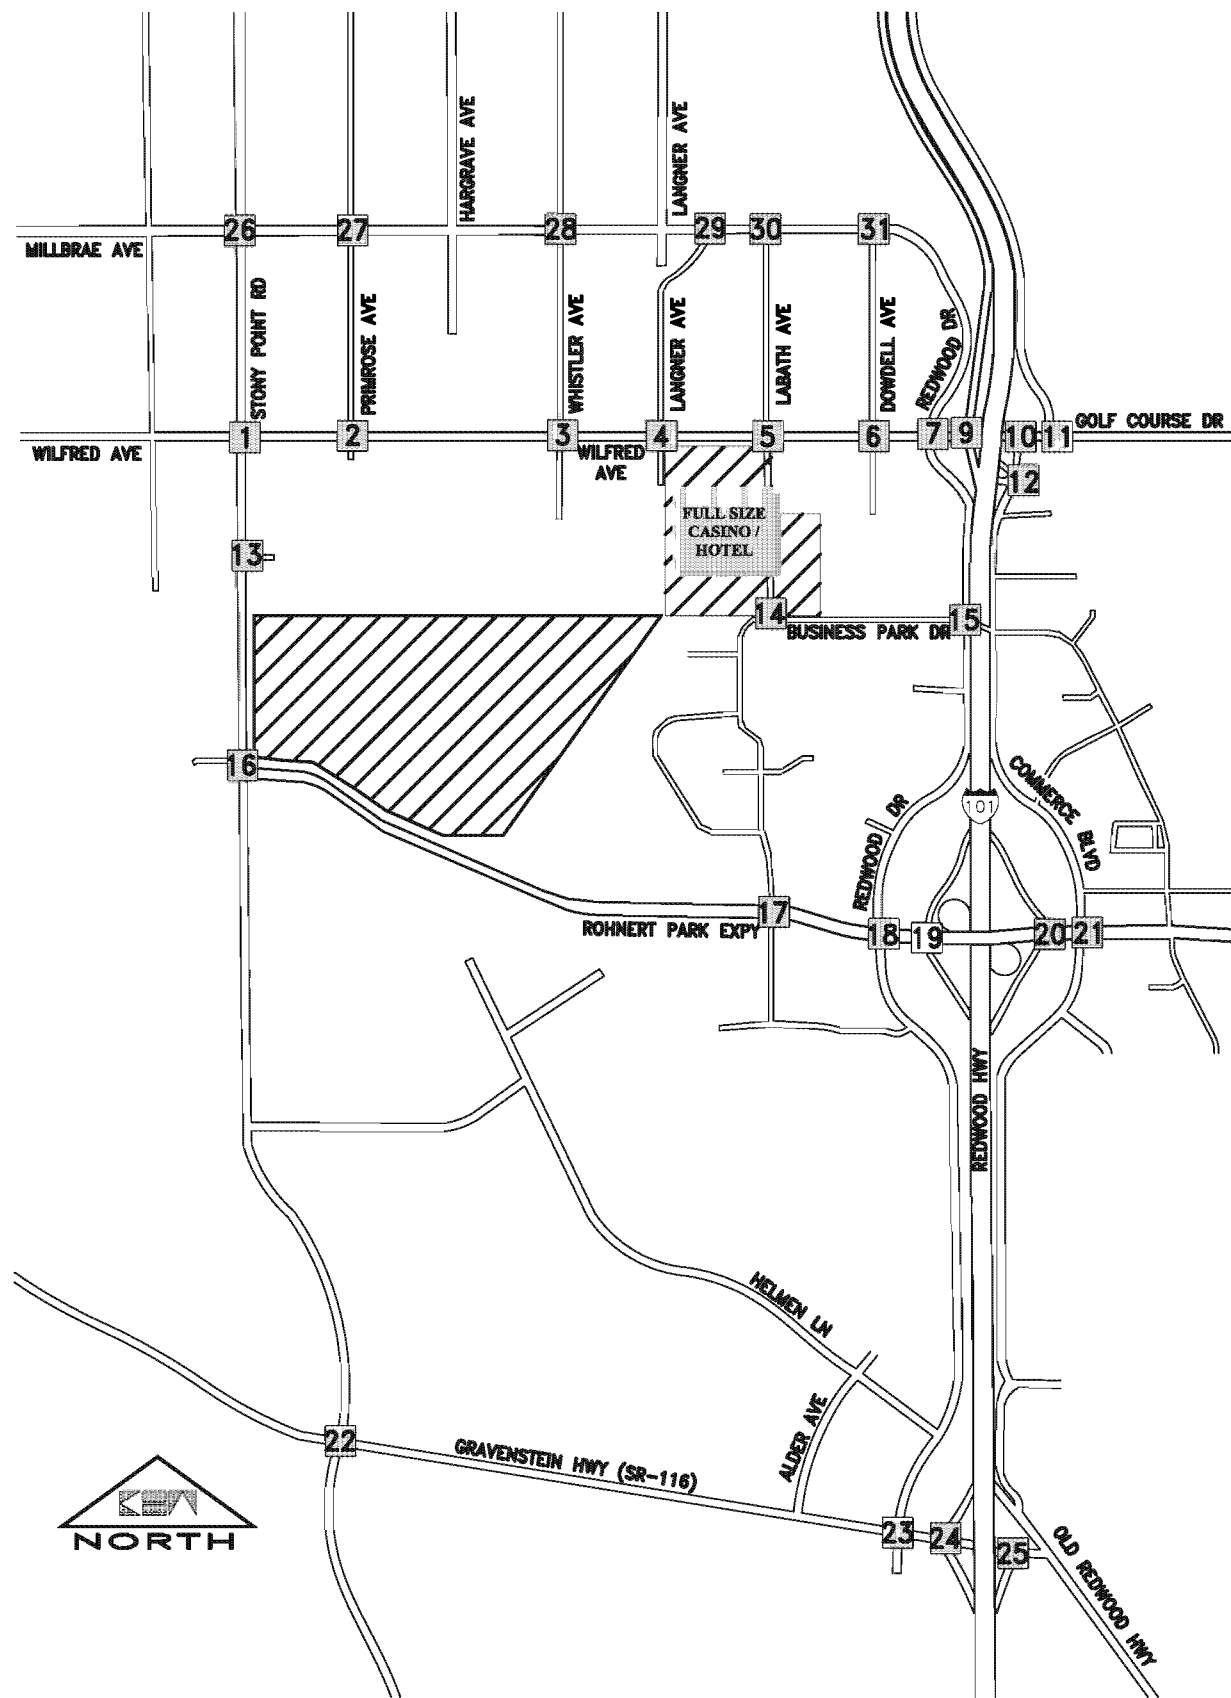 HARGRAVE AVE
LANGNER AVE
26
27
28
29
30
31
MILLBRAE AVE
STONY POINT RD
PRIMROSE AVE
WHISTLER AVE
LANGNER AVE
LABATH AVE
DOWDELL AVE
REDWOOD DR
1
2
3
4
5
6
7
9
10
11
GOLF COURSE DR
WILFRED AVE
WILFRED
AVE
12
FULL SIZE
CASINO /
HOTEL
13
14
15
BUSINESS PARK DR
16
COMMERCE BLVD
101
REDWOOD DR
17
18
19
20
21
ROHNERT PARK EXPY
REDWOOD HWY
HELMEN LN
ALDER AVE
22
GRAVENSTEIN HWY (SR-116)
23
24
25
OLD REDWOOD HWY
NORTH